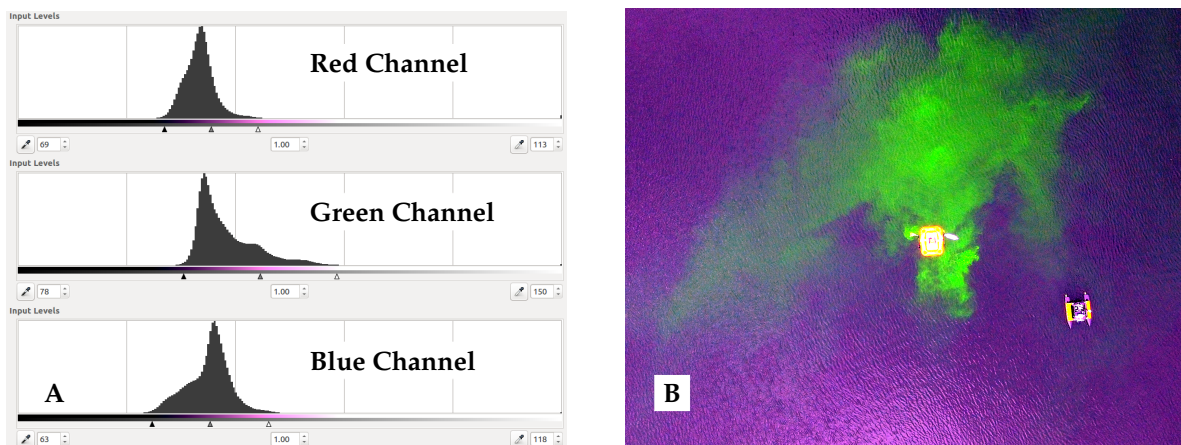 Input Levels
Red Channel
69 1.00 113
Input Levels
Green Channel
78 1.00 150
Input Levels
Blue Channel
A
63 1.00 118
B